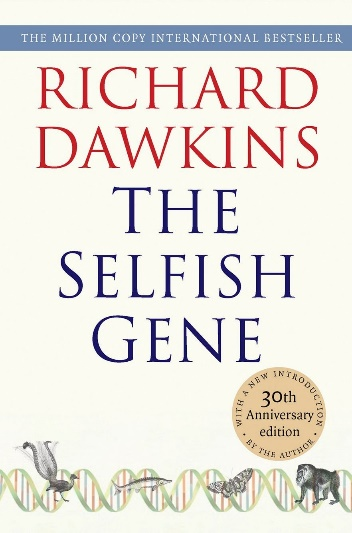 THE MILLION COPY INTERNATIONAL BESTSELLER
RICHARD
DAWKINS
THE
SELFISH
GENE
WITH A NEW INTRODUCTION
30th
Anniversary
edition
• BY THE AUTHOR •